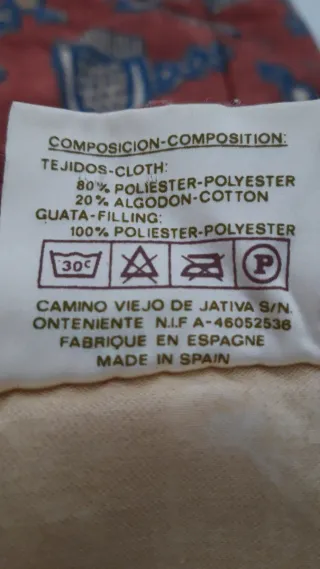 COMPOSICION-COMPOSITION:
TEJIDOS-CLOTH:
80% POLIESTER-POLYESTER
20% ALGODON-COTTON
GUATA-FILLING:
100% POLIESTER-POLYESTER
30C P
CAMINO VIEJO DE JATIVA S/N.
ONTENIENTE N.I.F A-46052536
FABRIQUE EN ESPAGNE
MADE IN SPAIN